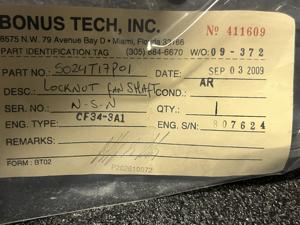 BONUS TECH, INC. Nº 411609
8575 N.W. 79 Avenue Bay D • Miami, Florida 33166
PART IDENTIFICATION TAG (305) 884-6670 W/O: 09-372
PART NO.: 5024T17P01 DATE: SEP 03 2009
DESC.: LOCKNUT FAN SHAFT COND.: AR
SER. NO.: N-S-N QTY.: 1
ENG. TYPE: CF34-3A1 ENG. S/N: 807624
REMARKS:
FORM: BT02